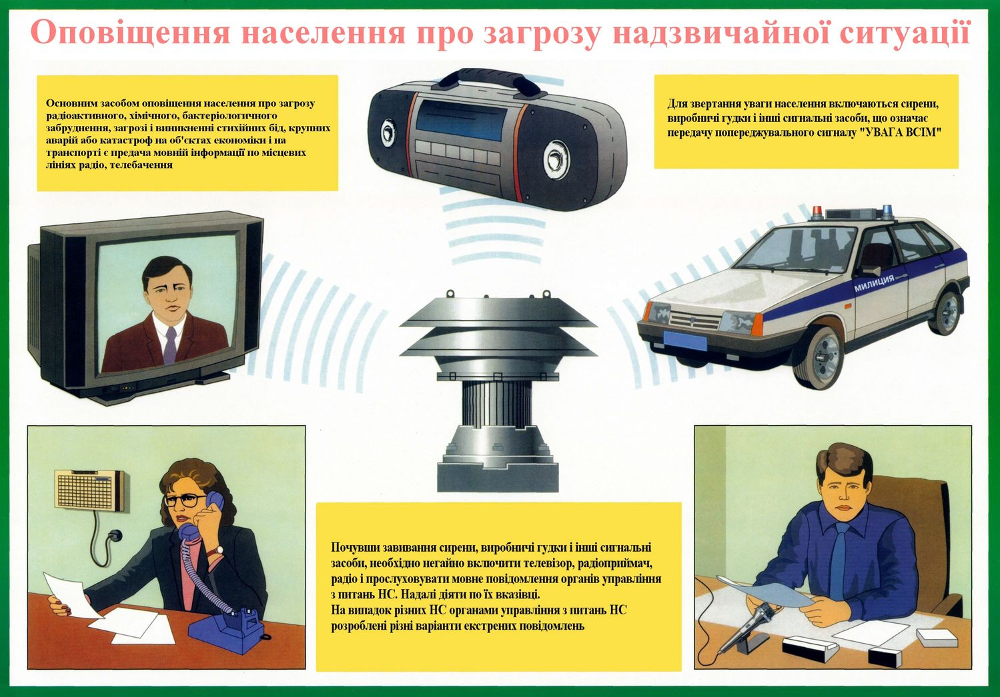 Оповіщення населення про загрозу надзвичайної ситуації
Основним засобом оповіщення населення про загрозу
радіоактивного, хімічного, бактеріологичного
забруднення, загрозі і виникненні стихійних бід, крупних
аварій або катастроф на об'єктах економіки і на
транспорті є предача мовній інформації по місцевих
лініях радіо, телебачення
Для звертання уваги населення включаються сирени,
виробничі гудки і інші сигнальні засоби, що означає
передачу попереджувального сигналу "УВАГА ВСІМ"
МИЛИЦИЯ
Почувши завивання сирени, виробничі гудки і інші сигнальні
засоби, необхідно негайно включити телевізор, радіоприймач,
радіо і прослуховувати мовне повідомлення органів управління
з питань НС. Надалі діяти по їх вказівці.
На випадок різних НС органами управління з питань НС
розроблені різні варіанти екстрених повідомлень